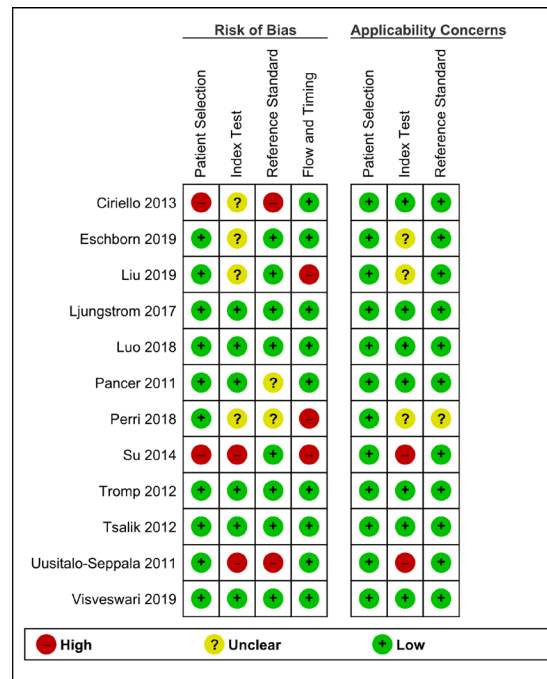 Risk of Bias Applicability Concerns
Patient Selection Index Test Reference Standard Flow and Timing Patient Selection Index Test Reference Standard
Ciriello 2013 – ? – + + + +
Eschborn 2019 + ? + + + ? +
Liu 2019 + ? + – + ? +
Ljungstrom 2017 + + + + + + +
Luo 2018 + + + + + + +
Pancer 2011 + + ? + + + +
Perri 2018 + ? ? – + ? ?
Su 2014 – – + – + – +
Tromp 2012 + + + + + + +
Tsalik 2012 + + + + + + +
Uusitalo-Seppala 2011 + – – + + – +
Visveswari 2019 + + + + + + +
– High ? Unclear + Low